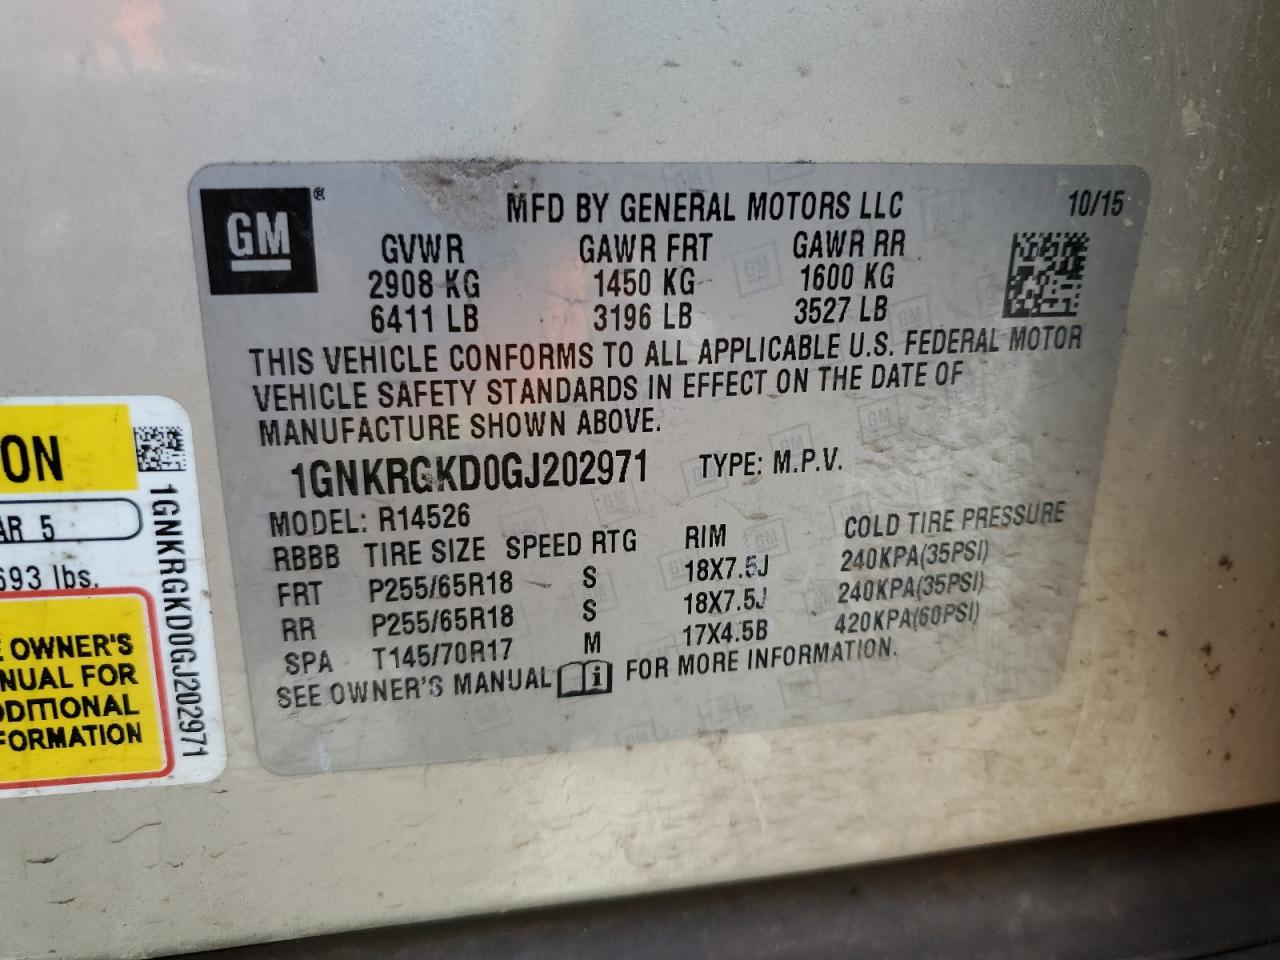 GM ®
MFD BY GENERAL MOTORS LLC 10/15
GVWR GAWR FRT GAWR RR
2908 KG 1450 KG 1600 KG
6411 LB 3196 LB 3527 LB
THIS VEHICLE CONFORMS TO ALL APPLICABLE U.S. FEDERAL MOTOR
VEHICLE SAFETY STANDARDS IN EFFECT ON THE DATE OF
MANUFACTURE SHOWN ABOVE.
1GNKRGKD0GJ202971 TYPE: M.P.V.
MODEL: R14526
RBBB TIRE SIZE SPEED RTG RIM COLD TIRE PRESSURE
FRT P255/65R18 S 18X7.5J 240KPA(35PSI)
RR P255/65R18 S 18X7.5J 240KPA(35PSI)
SPA T145/70R17 M 17X4.5B 420KPA(60PSI)
SEE OWNER'S MANUAL i FOR MORE INFORMATION.
ON
AR 5
693 lbs.
E OWNER'S
NUAL FOR
DDITIONAL
FORMATION
1GNKRGKD0GJ202971